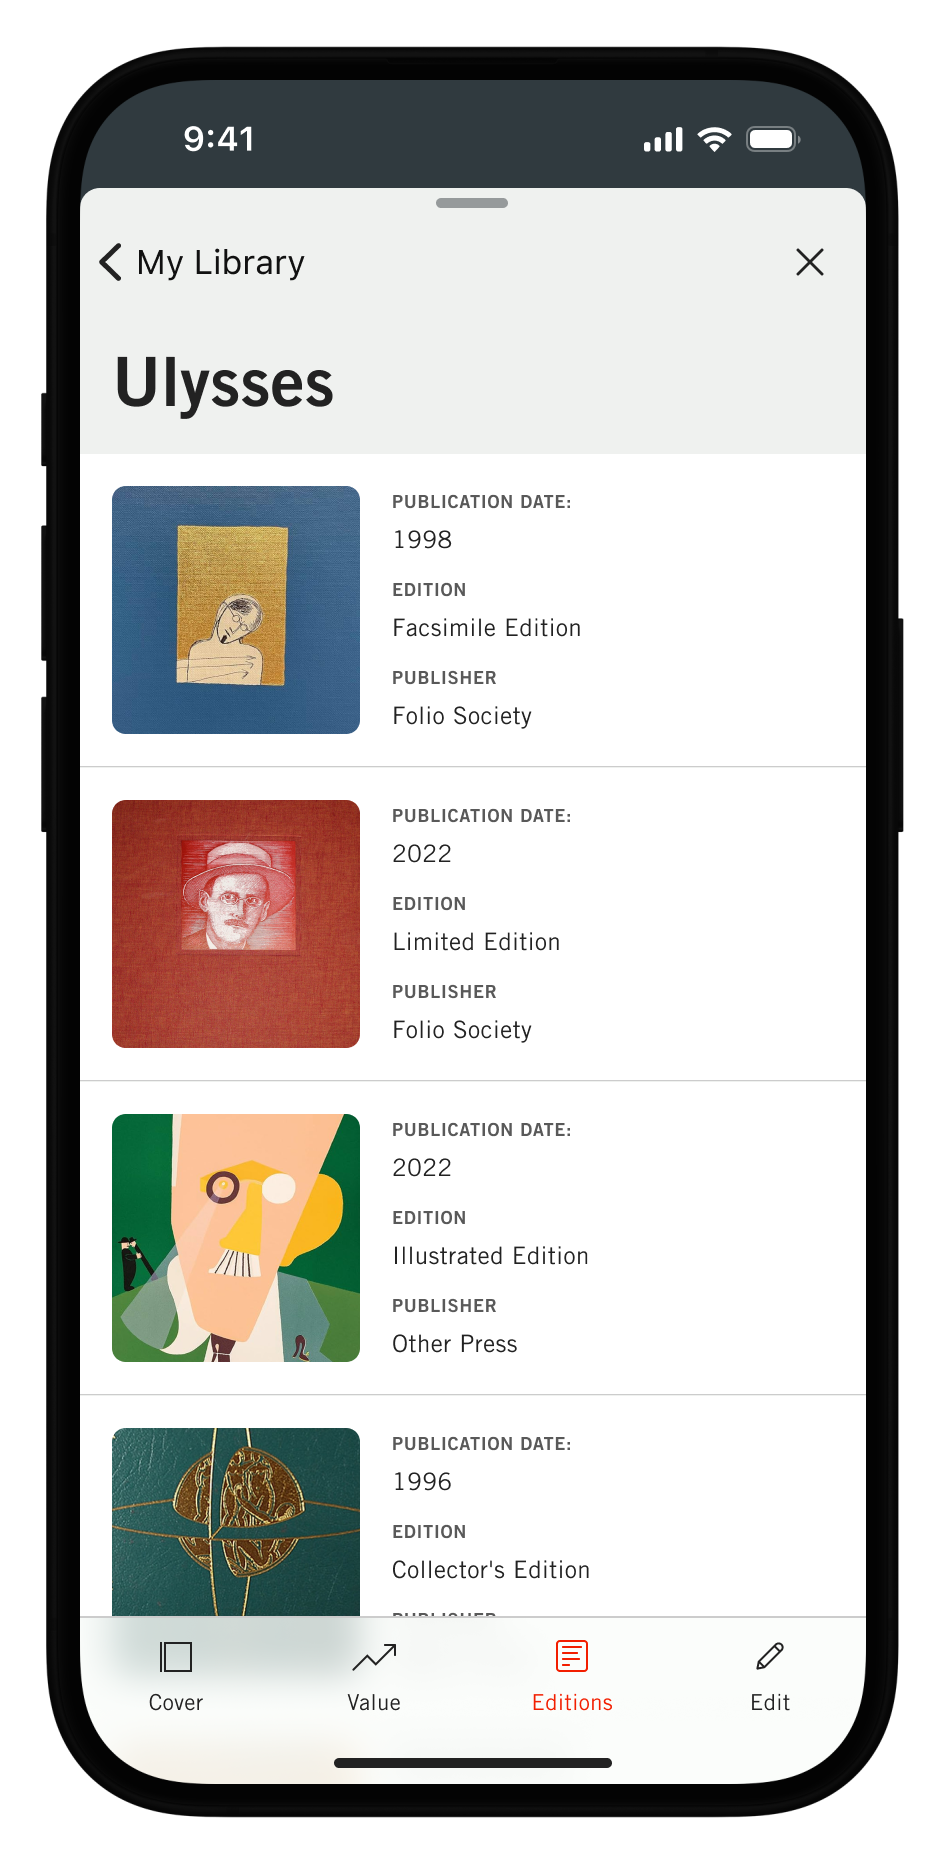 9:41
My Library
Ulysses
PUBLICATION DATE:
1998
EDITION
Facsimile Edition
PUBLISHER
Folio Society
PUBLICATION DATE:
2022
EDITION
Limited Edition
PUBLISHER
Folio Society
PUBLICATION DATE:
2022
EDITION
Illustrated Edition
PUBLISHER
Other Press
PUBLICATION DATE:
1996
EDITION
Collector's Edition
PUBLISHER
Cover
Value
Editions
Edit